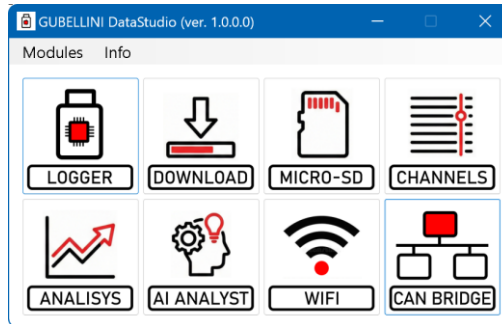 GUBELLINI DataStudio (ver. 1.0.0.0)
Modules Info
LOGGER DOWNLOAD MICRO-SD CHANNELS
ANALISYS AI ANALYST WIFI CAN BRIDGE